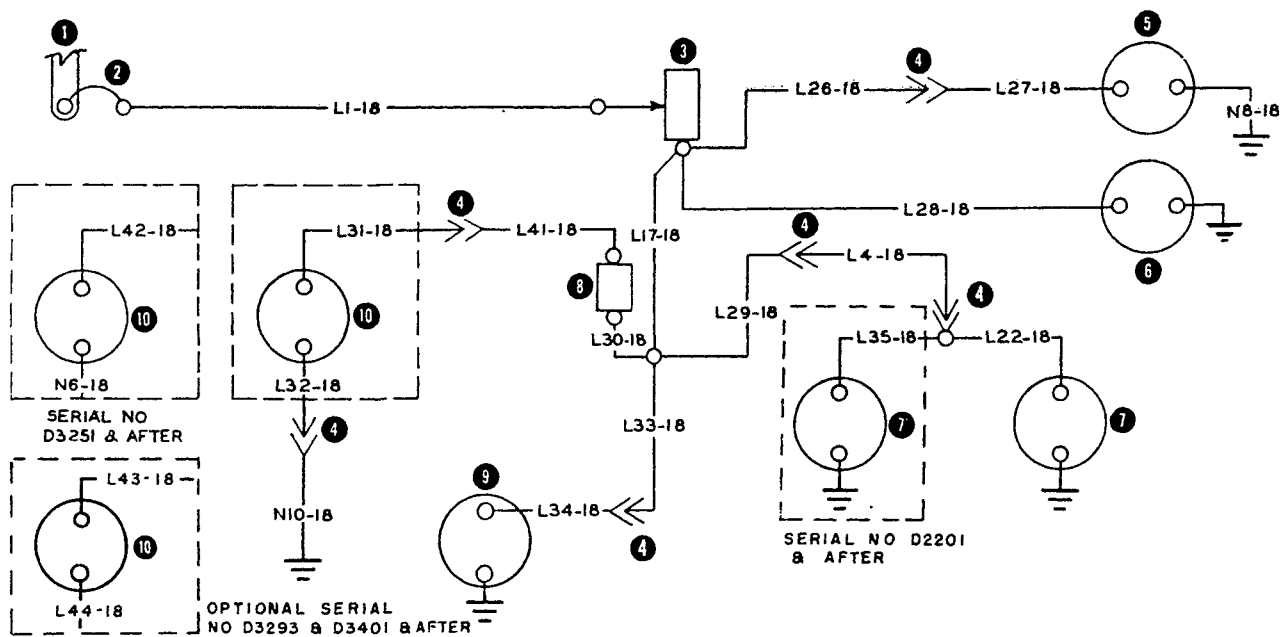 1
2
3
4
5
L1-18
L26-18
L27-18
N8-18
6
L28-18
4
L42-18
L31-18
L41-18
L17-18
4
L4-18
10
10
8
L29-18
4
L30-18
L35-18
L22-18
N6-18
L32-18
SERIAL NO
D3251 & AFTER
4
L33-18
7
7
9
L43-18
N10-18
L34-18
4
10
SERIAL NO D2201
& AFTER
L44-18
OPTIONAL SERIAL
NO D3293 & D3401 & AFTER